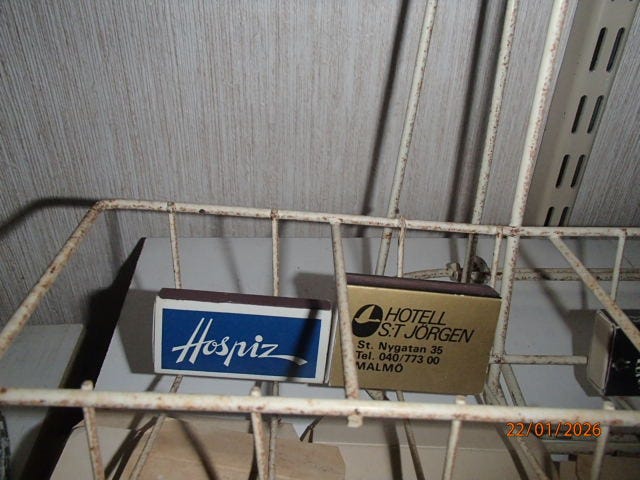 Hospiz
HOTELL
S:T JÖRGEN
St. Nygatan 35
Tel. 040/773 00
MALMÖ
22/01/2026